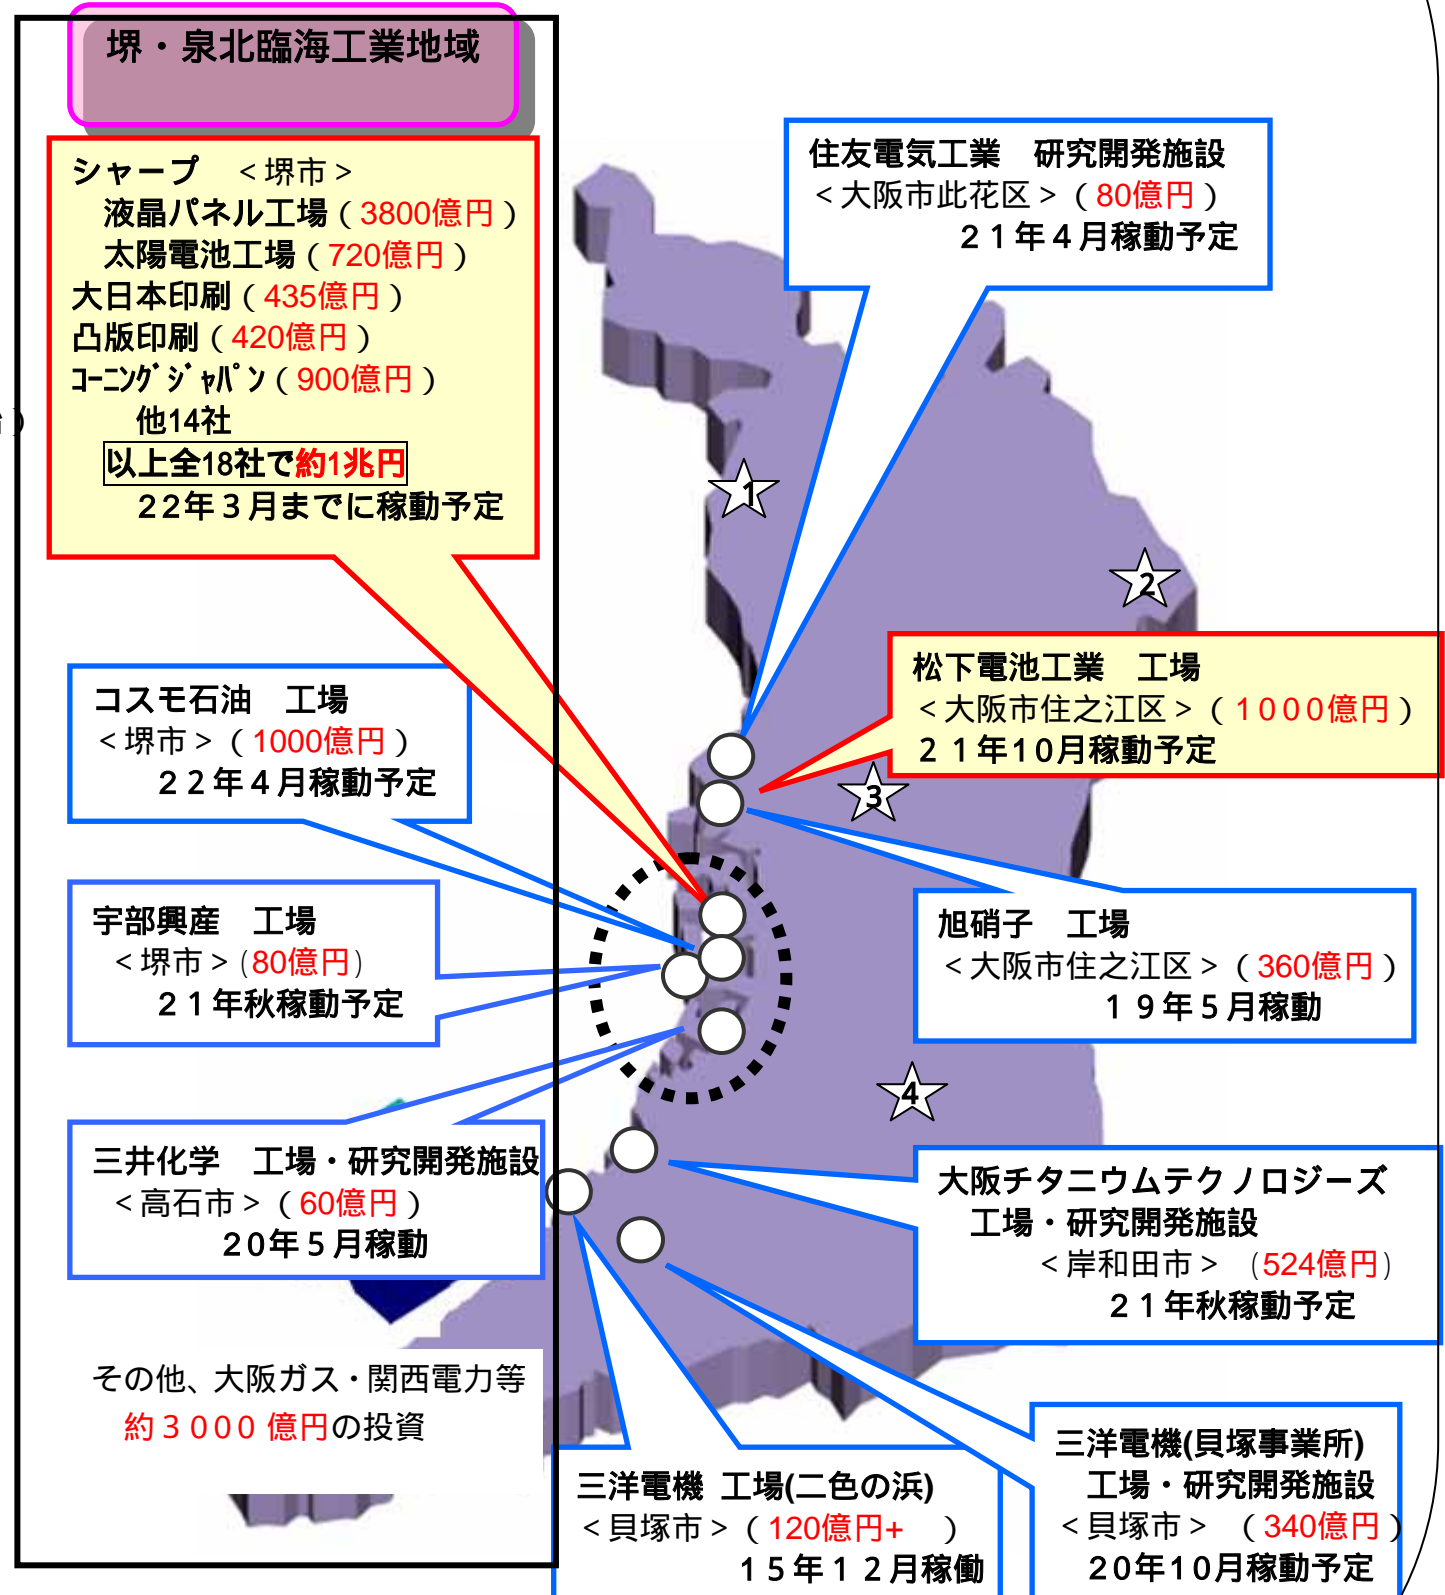 堺・泉北臨海工業地域
シャープ　＜堺市＞
液晶パネル工場（3800億円）
太陽電池工場（720億円）
大日本印刷（435億円）
凸版印刷（420億円）
ｺｰﾆﾝｸﾞｼﾞｬﾊﾟﾝ（900億円）
他14社
以上全18社で約1兆円
２２年３月までに稼動予定
コスモ石油　工場
＜堺市＞（1000億円）
２２年４月稼動予定
宇部興産　工場
＜堺市＞(80億円)
２１年秋稼動予定
三井化学　工場・研究開発施設
＜高石市＞（60億円）
２０年５月稼動
その他、大阪ガス・関西電力等
約３０００億円の投資
住友電気工業　研究開発施設
＜大阪市此花区＞（80億円）
２１年４月稼動予定
1
2
松下電池工業　工場
＜大阪市住之江区＞（１０００億円）
２１年10月稼動予定
3
旭硝子　工場
＜大阪市住之江区＞（360億円）
１９年５月稼動
4
大阪チタニウムテクノロジーズ
工場・研究開発施設
＜岸和田市＞　(524億円)
２１年秋稼動予定
三洋電機 工場(二色の浜)
＜貝塚市＞（120億円+　）
１５年１２月稼働
三洋電機(貝塚事業所)
工場・研究開発施設
＜貝塚市＞　（340億円）
２０年10月稼動予定